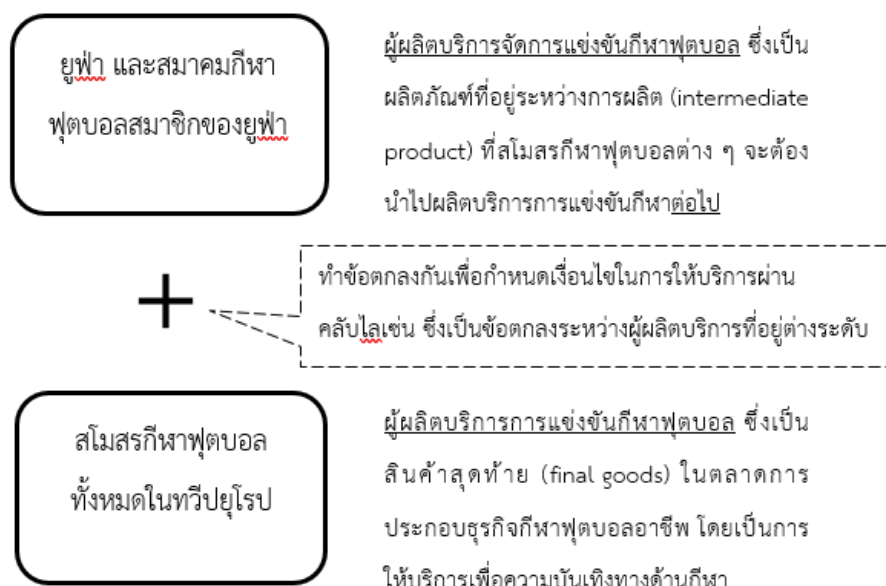 ยูฟ่า และสมาคมกีฬา
ฟุตบอลสมาชิกของยูฟ่า
ผู้ผลิตบริการจัดการแข่งขันกีฬาฟุตบอล ซึ่งเป็น
ผลิตภัณฑ์ที่อยู่ระหว่างการผลิต (intermediate
product) ที่สโมสรกีฬาฟุตบอลต่าง ๆ จะต้อง
นำไปผลิตบริการการแข่งขันกีฬาต่อไป
+
ทำข้อตกลงกันเพื่อกำหนดเงื่อนไขในการให้บริการผ่าน
คลับไลเซ่น ซึ่งเป็นข้อตกลงระหว่างผู้ผลิตบริการที่อยู่ต่างระดับ
สโมสรกีฬาฟุตบอล
ทั้งหมดในทวีปยุโรป
ผู้ผลิตบริการการแข่งขันกีฬาฟุตบอล ซึ่งเป็น
สินค้าสุดท้าย (final goods) ในตลาดการ
ประกอบธุรกิจกีฬาฟุตบอลอาชีพ โดยเป็นการ
ให้บริการเพื่อความบันเทิงทางด้านกีฬา